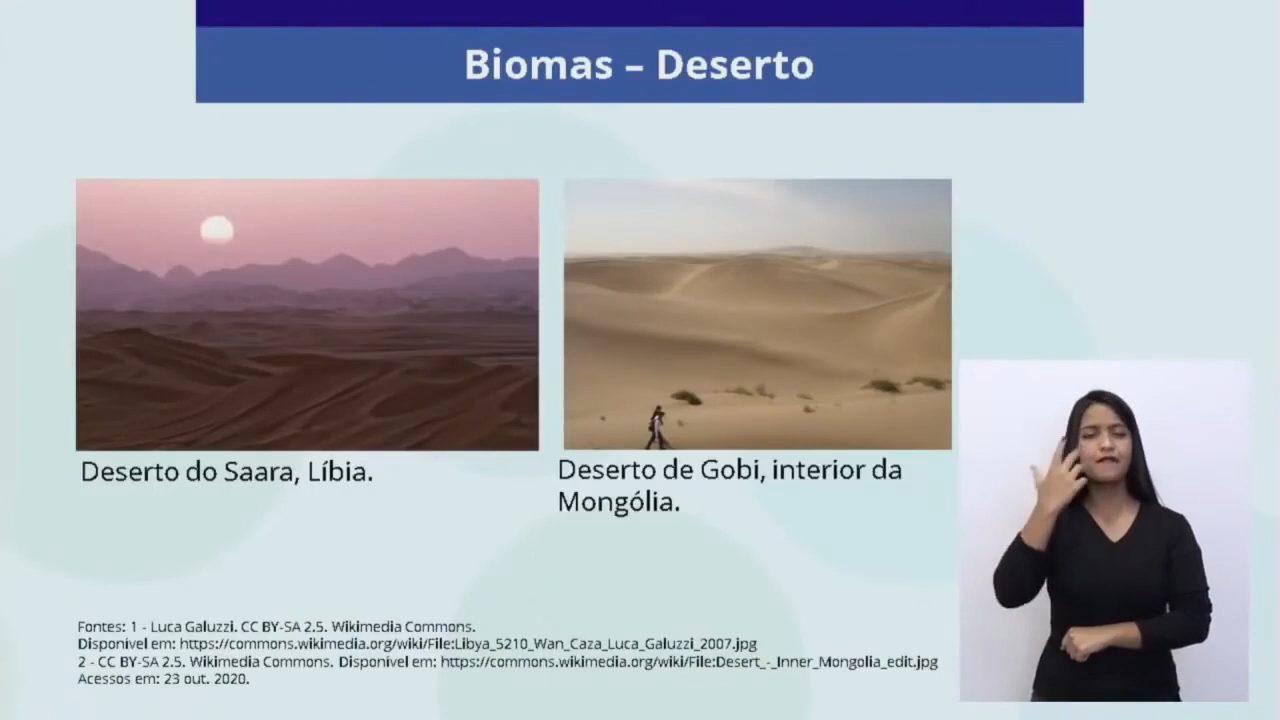 Biomas – Deserto
Deserto do Saara, Líbia.
Deserto de Gobi, interior da
Mongólia.
Fontes: 1 - Luca Galuzzi. CC BY-SA 2.5. Wikimedia Commons.
Disponível em: https://commons.wikimedia.org/wiki/File:Libya_5210_Wan_Caza_Luca_Galuzzi_2007.jpg
2 - CC BY-SA 2.5. Wikimedia Commons. Disponível em: https://commons.wikimedia.org/wiki/File:Desert_-_Inner_Mongolia_edit.jpg
Acessos em: 23 out. 2020.